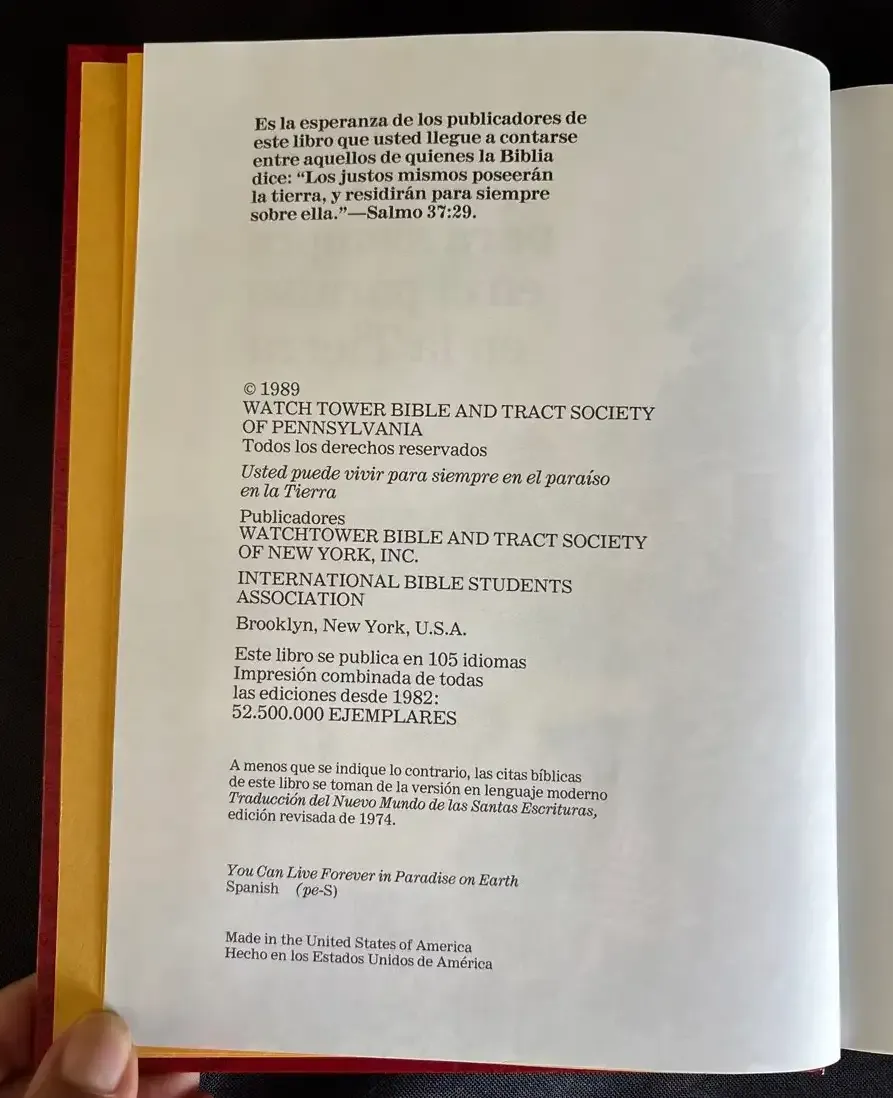 Es la esperanza de los publicadores de
este libro que usted llegue a contarse
entre aquellos de quienes la Biblia
dice: “Los justos mismos poseerán
la tierra, y residirán para siempre
sobre ella.”—Salmo 37:29.
© 1989
WATCH TOWER BIBLE AND TRACT SOCIETY
OF PENNSYLVANIA
Todos los derechos reservados
Usted puede vivir para siempre en el paraíso
en la Tierra
Publicadores
WATCHTOWER BIBLE AND TRACT SOCIETY
OF NEW YORK, INC.
INTERNATIONAL BIBLE STUDENTS
ASSOCIATION
Brooklyn, New York, U.S.A.
Este libro se publica en 105 idiomas
Impresión combinada de todas
las ediciones desde 1982:
52.500.000 EJEMPLARES
A menos que se indique lo contrario, las citas bíblicas
de este libro se toman de la versión en lenguaje moderno
Traducción del Nuevo Mundo de las Santas Escrituras,
edición revisada de 1974.
You Can Live Forever in Paradise on Earth
Spanish (pe-S)
Made in the United States of America
Hecho en los Estados Unidos de América